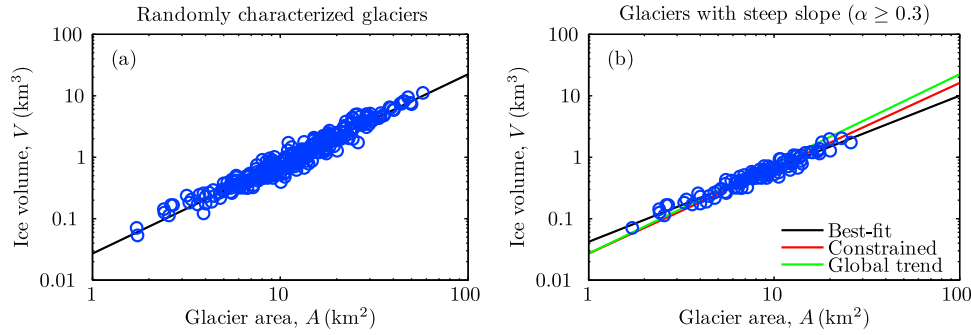 Randomly characterized glaciers
100
10
1
0.1
0.01
Ice volume, V (km³)
(a)
1
10
100
Glacier area, A (km²)
Glaciers with steep slope (α ≥ 0.3)
100
10
1
0.1
0.01
Ice volume, V (km³)
(b)
Best-fit
Constrained
Global trend
1
10
100
Glacier area, A (km²)